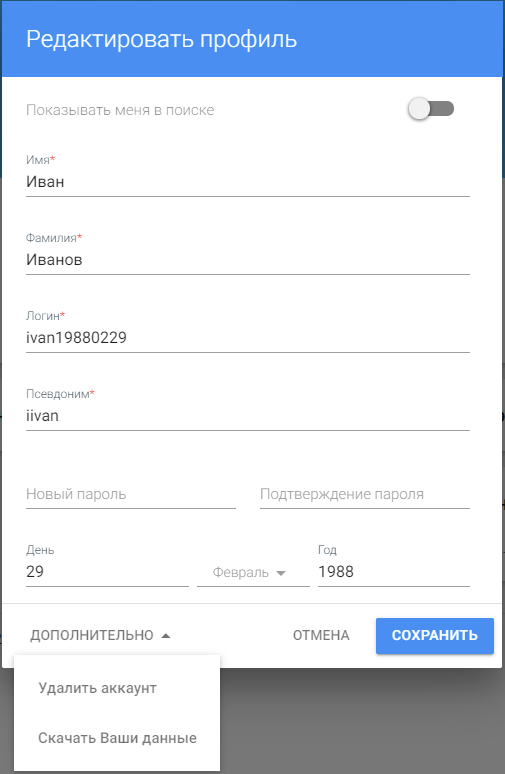 Редактировать профиль
Показывать меня в поиске
Имя*
Иван
Фамилия*
Иванов
Логин*
ivan19880229
Псевдоним*
iivan
Новый пароль Подтверждение пароля
День Год
29 Февраль 1988
ДОПОЛНИТЕЛЬНО ОТМЕНА СОХРАНИТЬ
Удалить аккаунт
Скачать Ваши данные